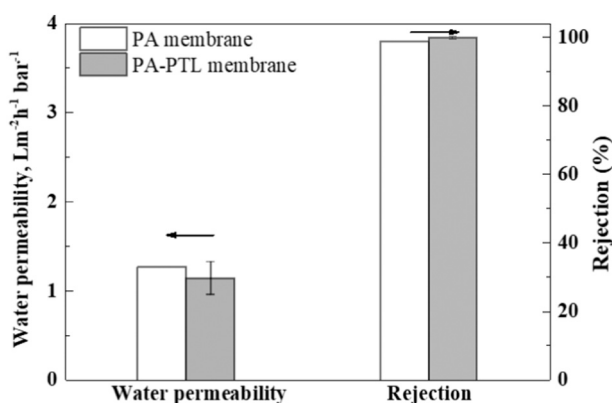 PA membrane
PA-PTL membrane
Water permeability, Lm⁻²h⁻¹ bar⁻¹
4
3
2
1
0
Rejection (%)
100
80
60
40
20
0
Water permeability
Rejection